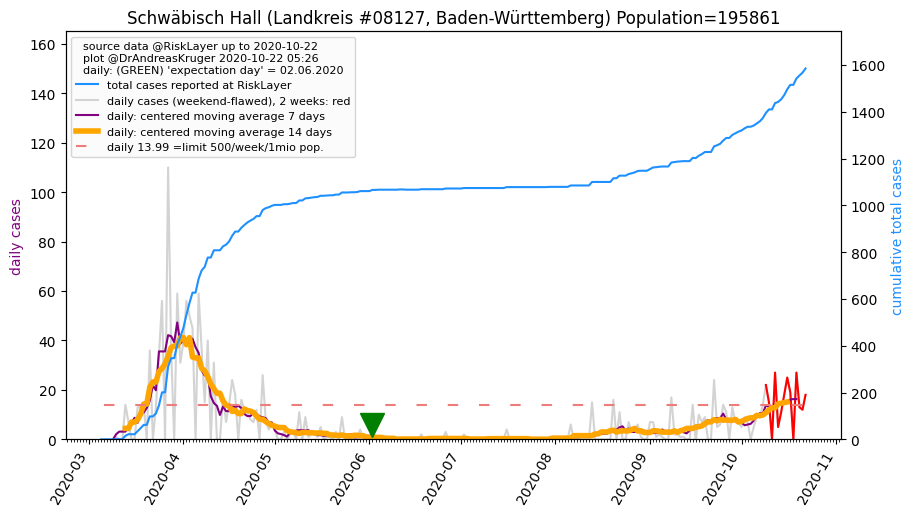 Schwäbisch Hall (Landkreis #08127, Baden-Württemberg) Population=195861
source data @RiskLayer up to 2020-10-22
plot @DrAndreasKruger 2020-10-22 05:26
daily: (GREEN) 'expectation day' = 02.06.2020
total cases reported at RiskLayer
daily cases (weekend-flawed), 2 weeks: red
daily: centered moving average 7 days
daily: centered moving average 14 days
daily 13.99 =limit 500/week/1mio pop.
daily cases
160
140
120
100
80
60
40
20
0
cumulative total cases
1600
1400
1200
1000
800
600
400
200
0
2020-03
2020-04
2020-05
2020-06
2020-07
2020-08
2020-09
2020-10
2020-11